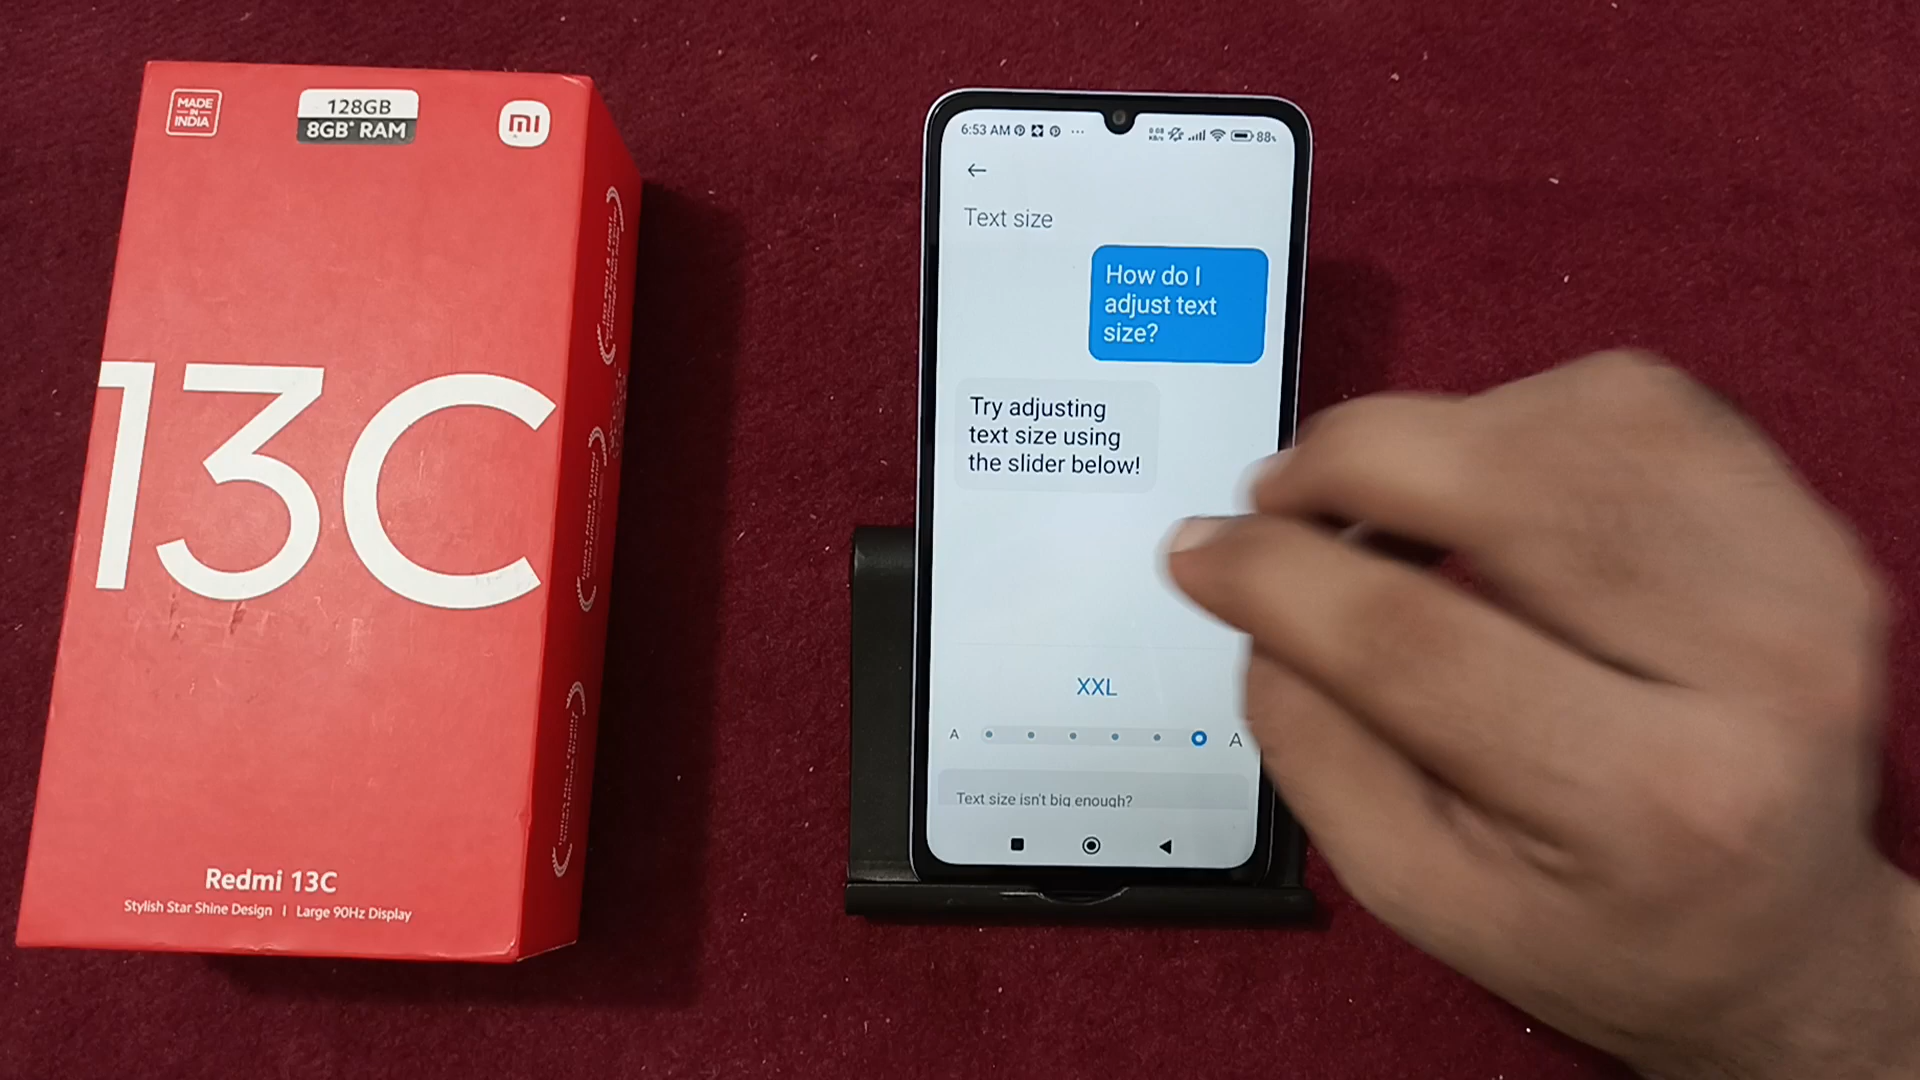 MADE
IN
INDIA
128GB
8GB* RAM
mi
13C
Redmi 13C
Stylish Star Shine Design | Large 90Hz Display
6:53 AM
88%
Text size
How do I
adjust text
size?
Try adjusting
text size using
the slider below!
XXL
A
A
Text size isn't big enough?